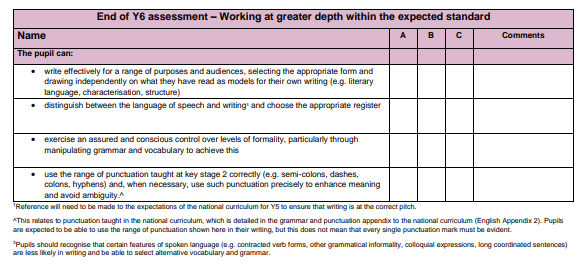 End of Y6 assessment – Working at greater depth within the expected standard
Name A B C Comments
The pupil can:
• write effectively for a range of purposes and audiences, selecting the appropriate form and
drawing independently on what they have read as models for their own writing (e.g. literary
language, characterisation, structure)
• distinguish between the language of speech and writing³ and choose the appropriate register
• exercise an assured and conscious control over levels of formality, particularly through
manipulating grammar and vocabulary to achieve this
• use the range of punctuation taught at key stage 2 correctly (e.g. semi-colons, dashes,
colons, hyphens) and, when necessary, use such punctuation precisely to enhance meaning
and avoid ambiguity.^
¹Reference will need to be made to the expectations of the national curriculum for Y5 to ensure that writing is at the correct pitch.
^This relates to punctuation taught in the national curriculum, which is detailed in the grammar and punctuation appendix to the national curriculum (English Appendix 2). Pupils
are expected to be able to use the range of punctuation shown here in their writing, but this does not mean that every single punctuation mark must be evident.
³Pupils should recognise that certain features of spoken language (e.g. contracted verb forms, other grammatical informality, colloquial expressions, long coordinated sentences)
are less likely in writing and be able to select alternative vocabulary and grammar.